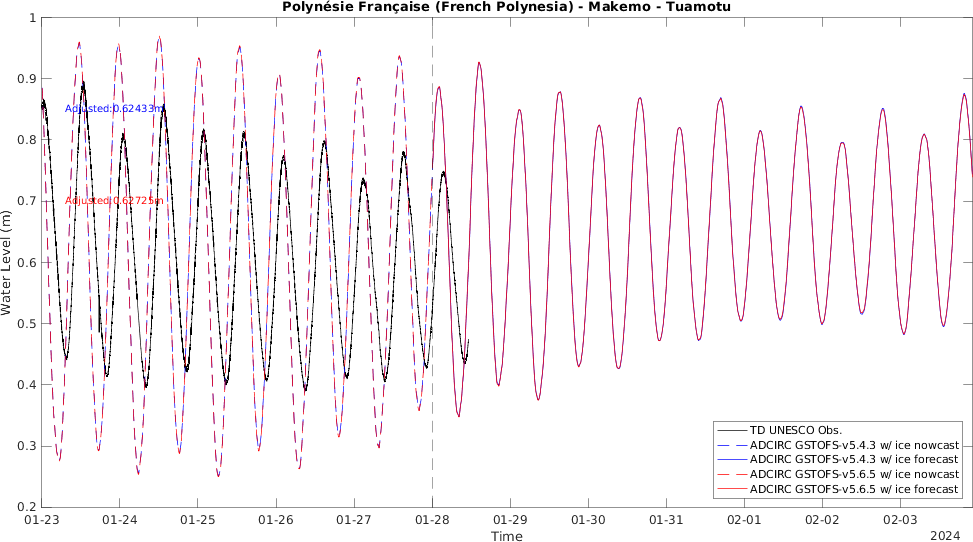 Polynésie Française (French Polynesia) - Makemo - Tuamotu
1
0.9
0.8
0.7
0.6
0.5
0.4
0.3
0.2
Water Level (m)
Adjusted:0.62433m
Adjusted:0.62725m
TD UNESCO Obs.
ADCIRC GSTOFS-v5.4.3 w/ ice nowcast
ADCIRC GSTOFS-v5.4.3 w/ ice forecast
ADCIRC GSTOFS-v5.6.5 w/ ice nowcast
ADCIRC GSTOFS-v5.6.5 w/ ice forecast
01-23 01-24 01-25 01-26 01-27 01-28 01-29 01-30 01-31 02-01 02-02 02-03
Time
2024